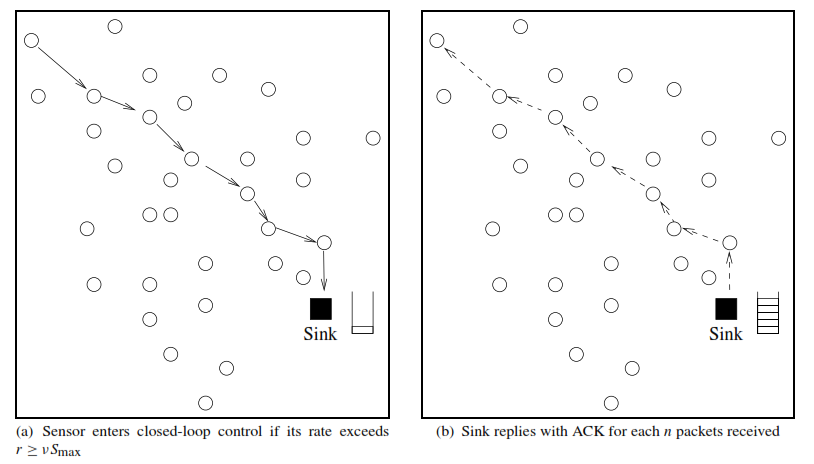 Sink
Sink
(a) Sensor enters closed-loop control if its rate exceeds
r ≥ νSmax
(b) Sink replies with ACK for each n packets received